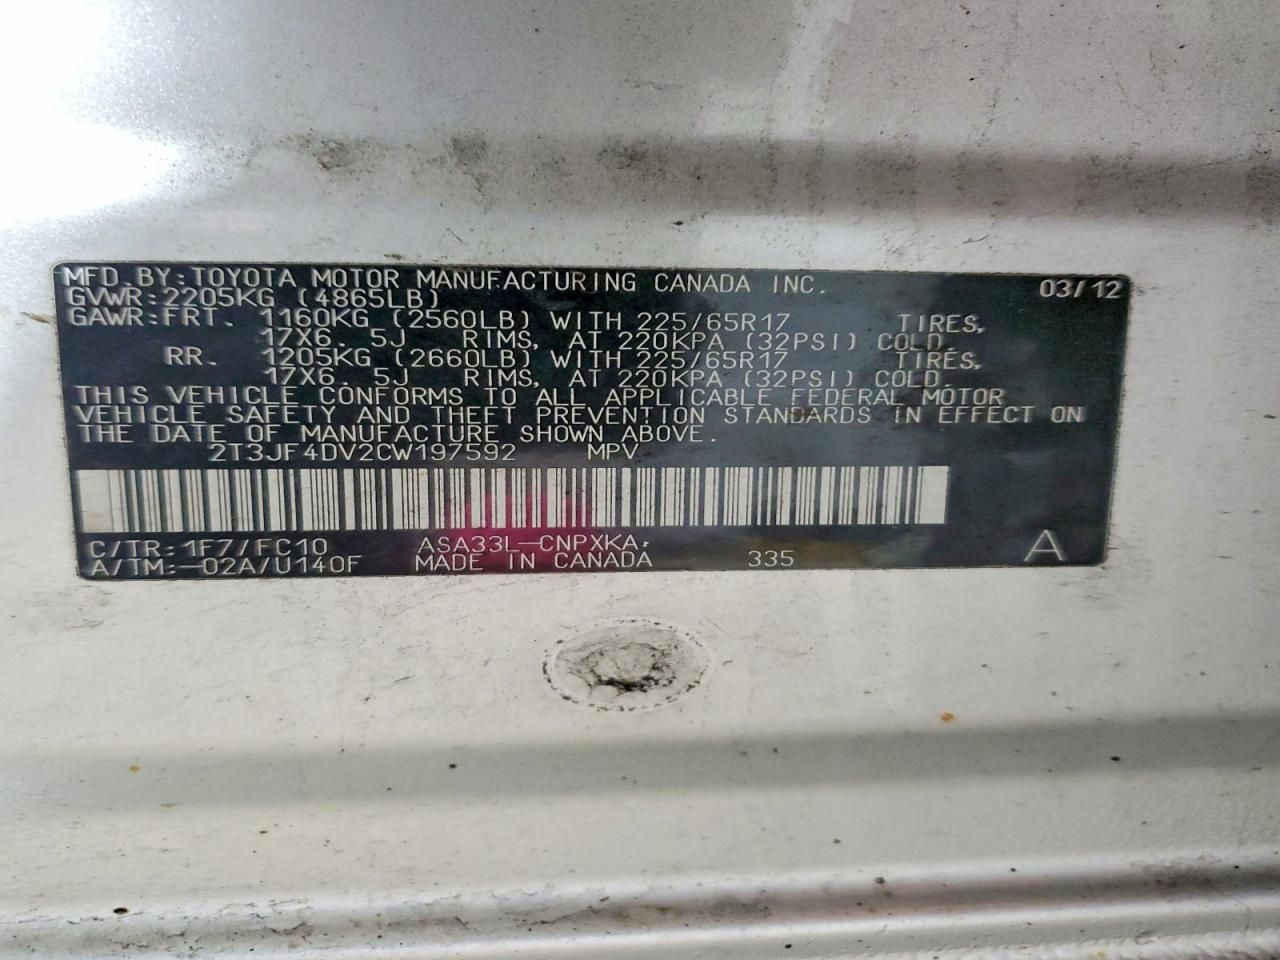 MFD.BY:TOYOTA MOTOR MANUFACTURING CANADA INC. 03/12
GVWR:2205KG (4865LB)
GAWR:FRT. 1160KG (2560LB) WITH 225/65R17 TIRES,
17X6.5J RIMS, AT 220KPA (32PSI) COLD.
RR. 1205KG (2660LB) WITH 225/65R17 TIRES,
17X6.5J RIMS, AT 220KPA (32PSI) COLD.
THIS VEHICLE CONFORMS TO ALL APPLICABLE FEDERAL MOTOR
VEHICLE SAFETY AND THEFT PREVENTION STANDARDS IN EFFECT ON
THE DATE OF MANUFACTURE SHOWN ABOVE.
2T3JF4DV2CW197592 MPV
C/TR:1F7/FC10 ASA33L-CNPXKA
A/TM:-02A/U140F MADE IN CANADA 335 A